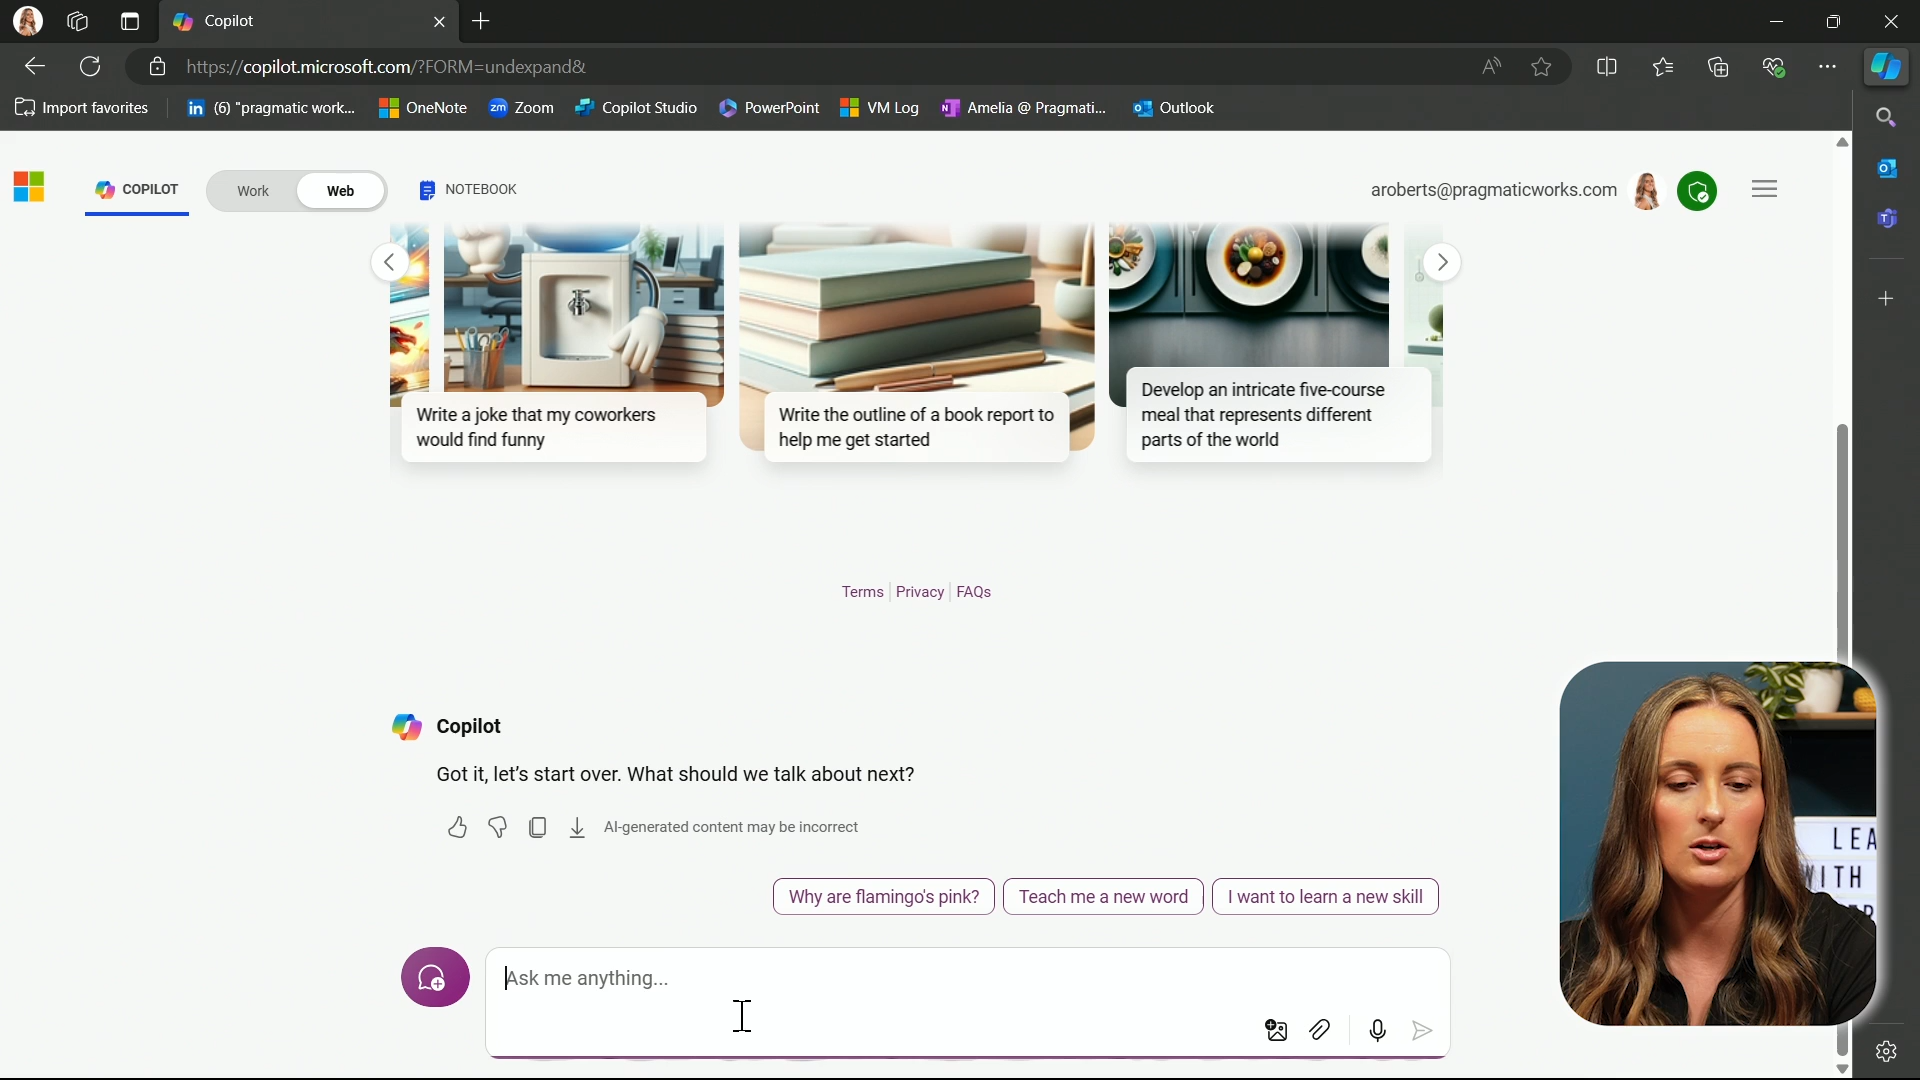 Copilot
https://copilot.microsoft.com/?FORM=undexpand&
Import favorites
(6) "pragmatic work...
OneNote
Zoom
Copilot Studio
PowerPoint
VM Log
Amelia @ Pragmati...
Outlook
COPILOT
Work
Web
NOTEBOOK
aroberts@pragmaticworks.com
Write a joke that my coworkers
would find funny
Write the outline of a book report to
help me get started
Develop an intricate five-course
meal that represents different
parts of the world
Terms
Privacy
FAQs
Copilot
Got it, let's start over. What should we talk about next?
AI-generated content may be incorrect
Why are flamingo's pink?
Teach me a new word
I want to learn a new skill
Ask me anything...
LEA
WITH